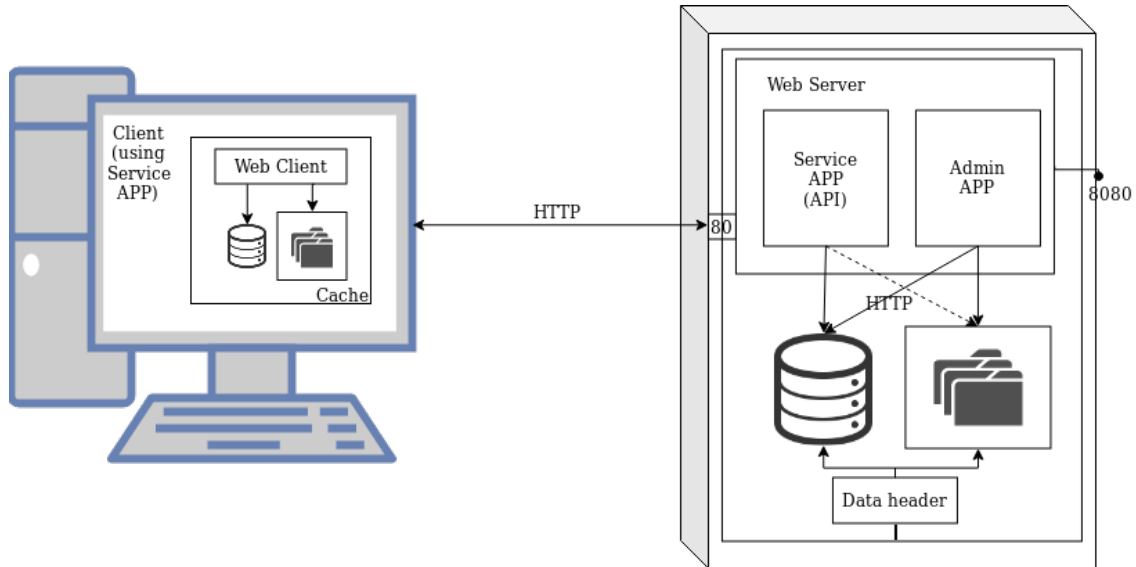 Client
(using
Service
APP)
Web Client
Cache
HTTP
80
Web Server
Service
APP
(API)
Admin
APP
8080
HTTP
Data header